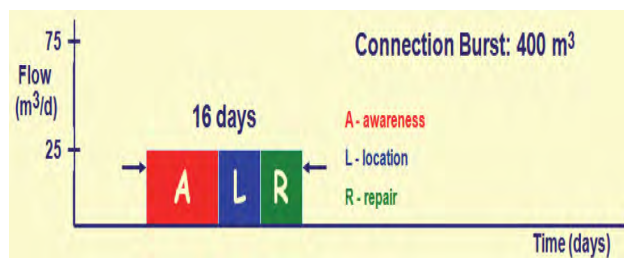 75
Connection Burst: 400 m³
Flow
(m³/d)
16 days
A - awareness
25
L - location
A L R
R - repair
Time (days)